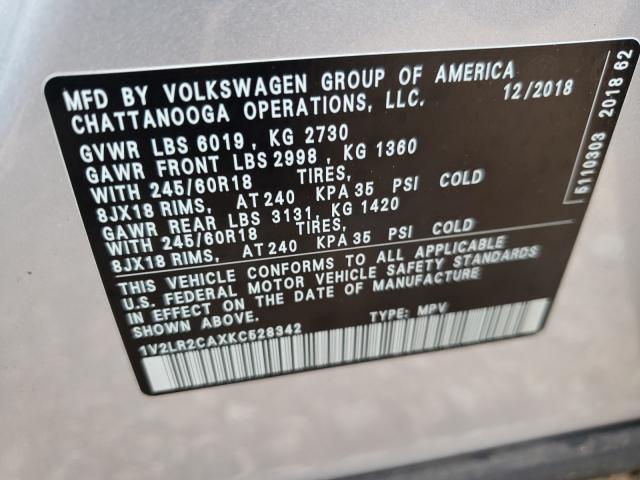 MFD BY VOLKSWAGEN GROUP OF AMERICA
CHATTANOOGA OPERATIONS, LLC. 12/2018
GVWR LBS 6019, KG 2730
GAWR FRONT LBS 2998, KG 1360
WITH 245/60R18 TIRES,
8JX18 RIMS, AT 240 KPA 35 PSI COLD
GAWR REAR LBS 3131, KG 1420
WITH 245/60R18 TIRES,
8JX18 RIMS, AT 240 KPA 35 PSI COLD
THIS VEHICLE CONFORMS TO ALL APPLICABLE
U.S. FEDERAL MOTOR VEHICLE SAFETY STANDARDS
IN EFFECT ON THE DATE OF MANUFACTURE
SHOWN ABOVE.
1V2LR2CAXKC528342 TYPE: MPV
5110303 2018 62